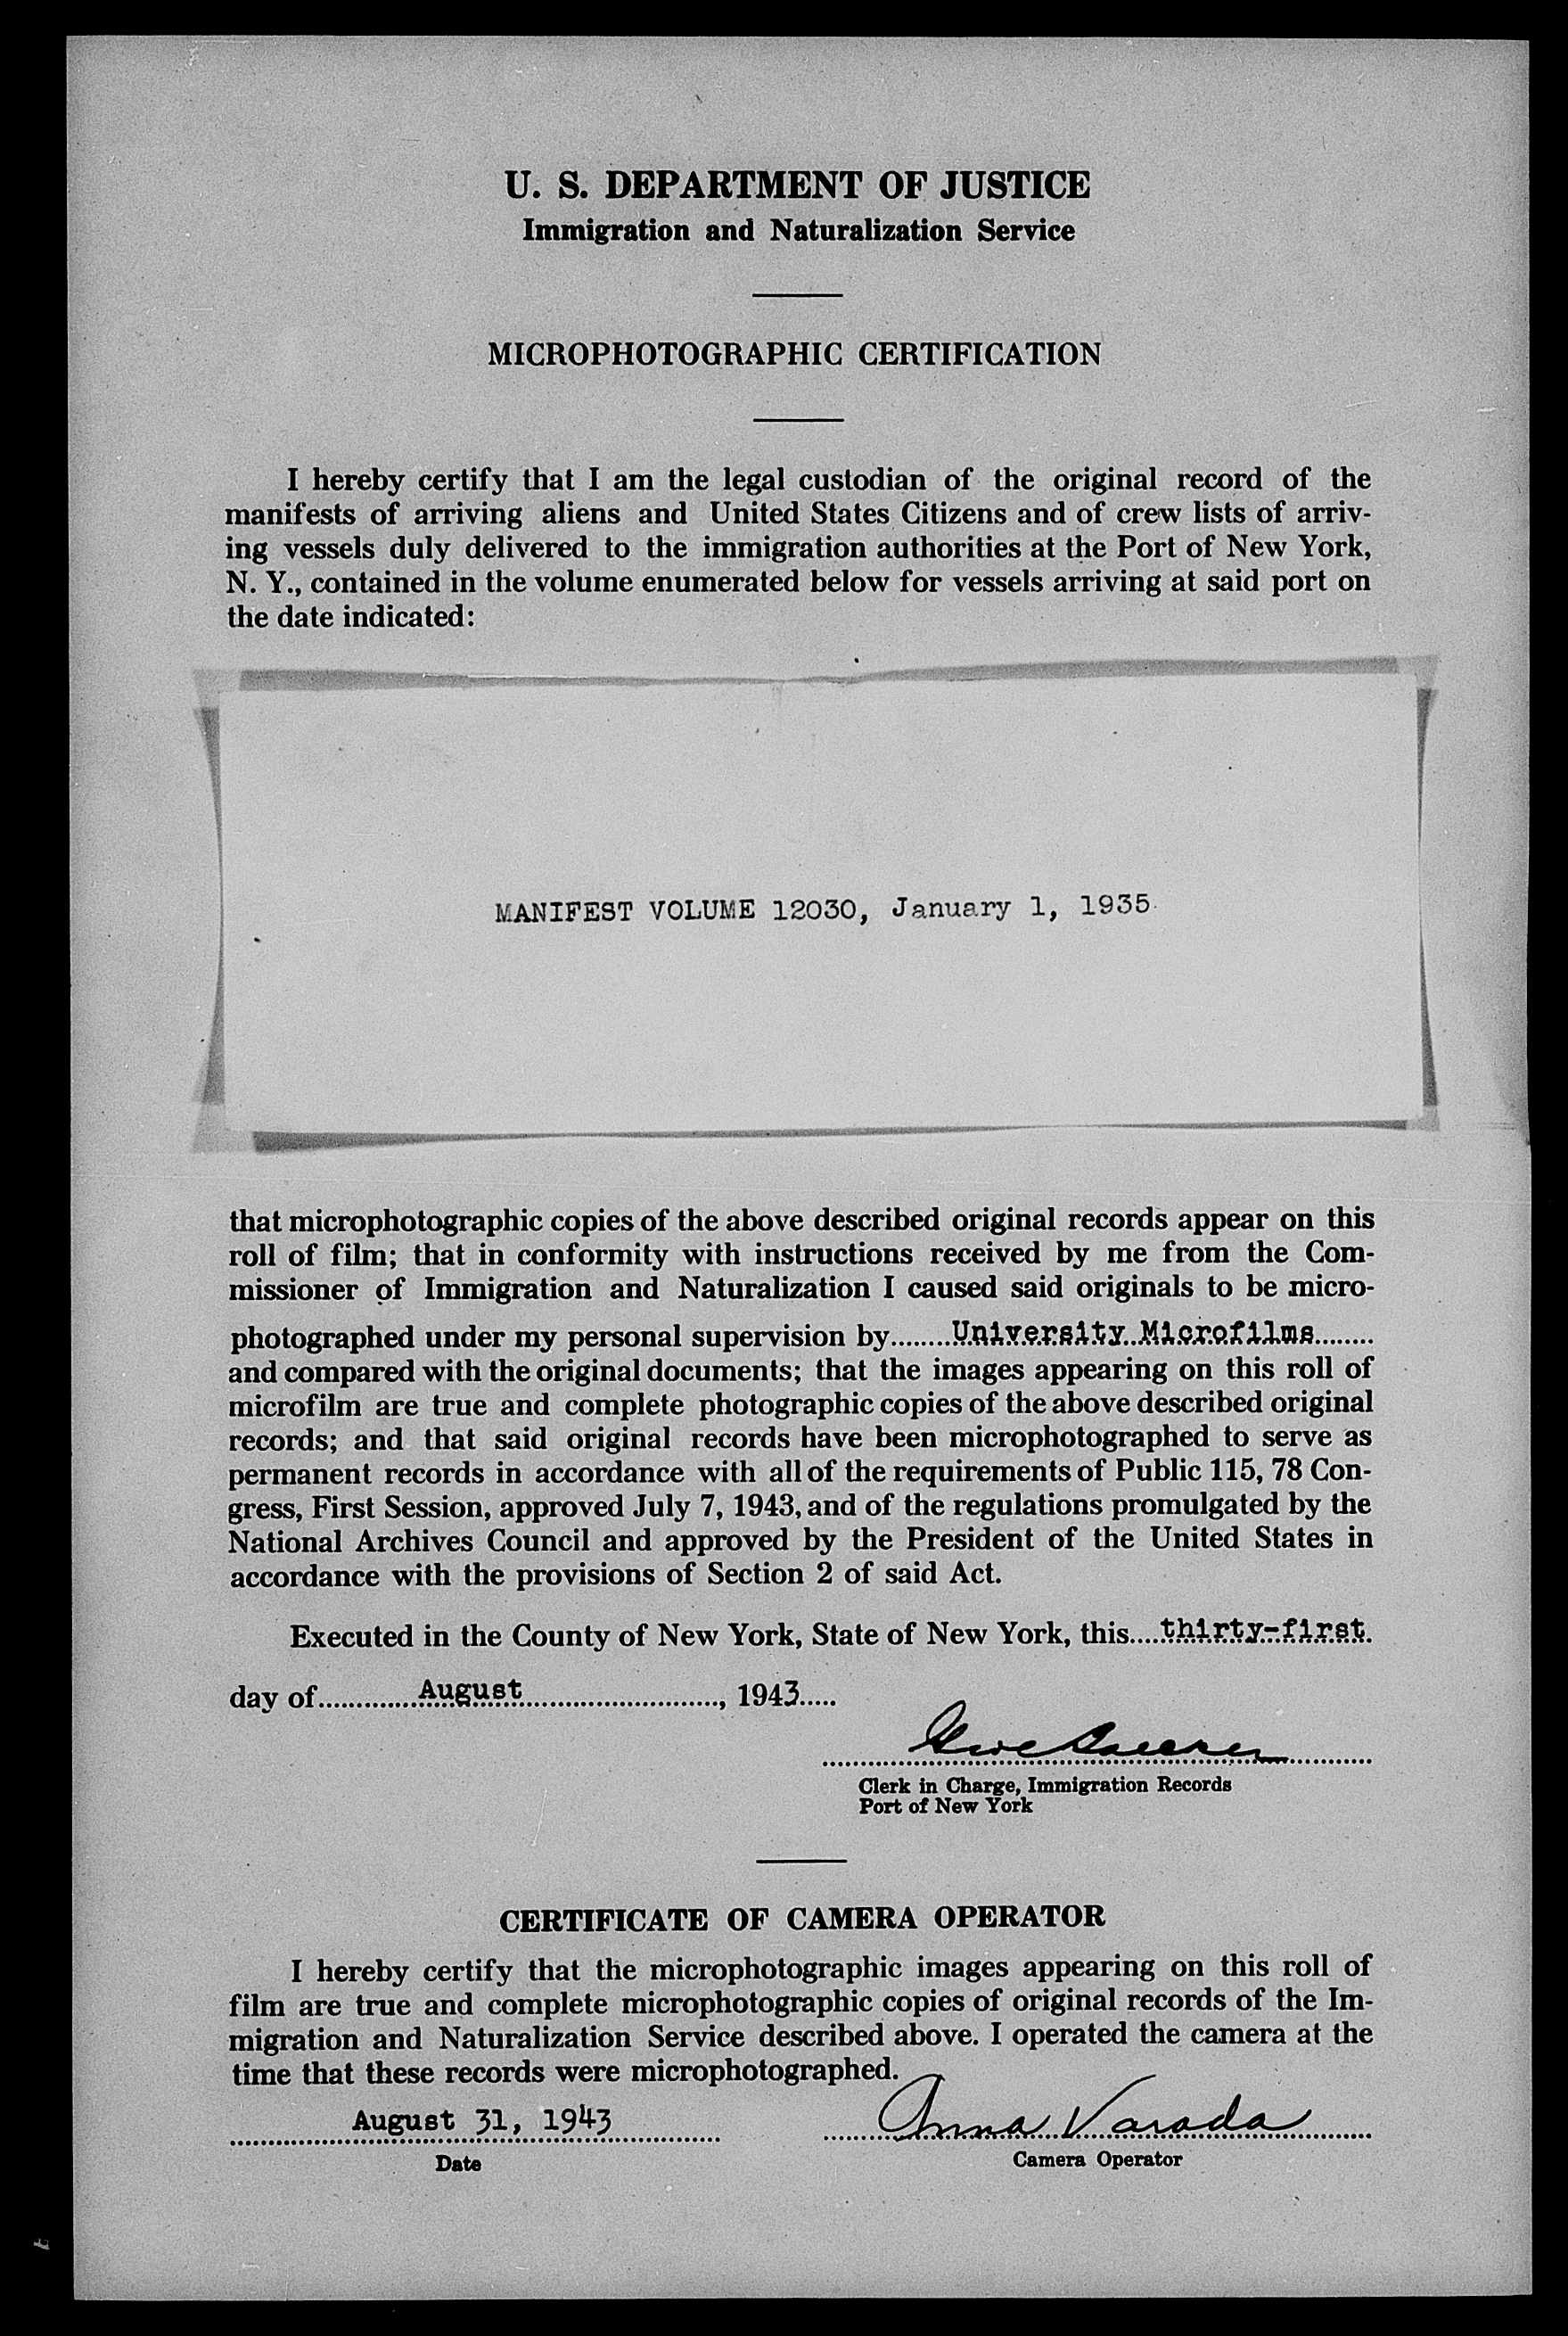 U. S. DEPARTMENT OF JUSTICE
Immigration and Naturalization Service
MICROPHOTOGRAPHIC CERTIFICATION
I hereby certify that I am the legal custodian of the original record of the
manifests of arriving aliens and United States Citizens and of crew lists of arriv-
ing vessels duly delivered to the immigration authorities at the Port of New York,
N. Y., contained in the volume enumerated below for vessels arriving at said port on
the date indicated:
MANIFEST VOLUME 12030, January 1, 1935
that microphotographic copies of the above described original records appear on this
roll of film; that in conformity with instructions received by me from the Com-
missioner of Immigration and Naturalization I caused said originals to be micro-
photographed under my personal supervision by........University Microfilms........
and compared with the original documents; that the images appearing on this roll of
microfilm are true and complete photographic copies of the above described original
records; and that said original records have been microphotographed to serve as
permanent records in accordance with all of the requirements of Public 115, 78 Con-
gress, First Session, approved July 7, 1943, and of the regulations promulgated by the
National Archives Council and approved by the President of the United States in
accordance with the provisions of Section 2 of said Act.
Executed in the County of New York, State of New York, this....thirty-first.
day of.............August........................., 1943.....
Clerk in Charge, Immigration Records
Port of New York
CERTIFICATE OF CAMERA OPERATOR
I hereby certify that the microphotographic images appearing on this roll of
film are true and complete microphotographic copies of original records of the Im-
migration and Naturalization Service described above. I operated the camera at the
time that these records were microphotographed.
August 31, 1943 Anna Varada
Date Camera Operator